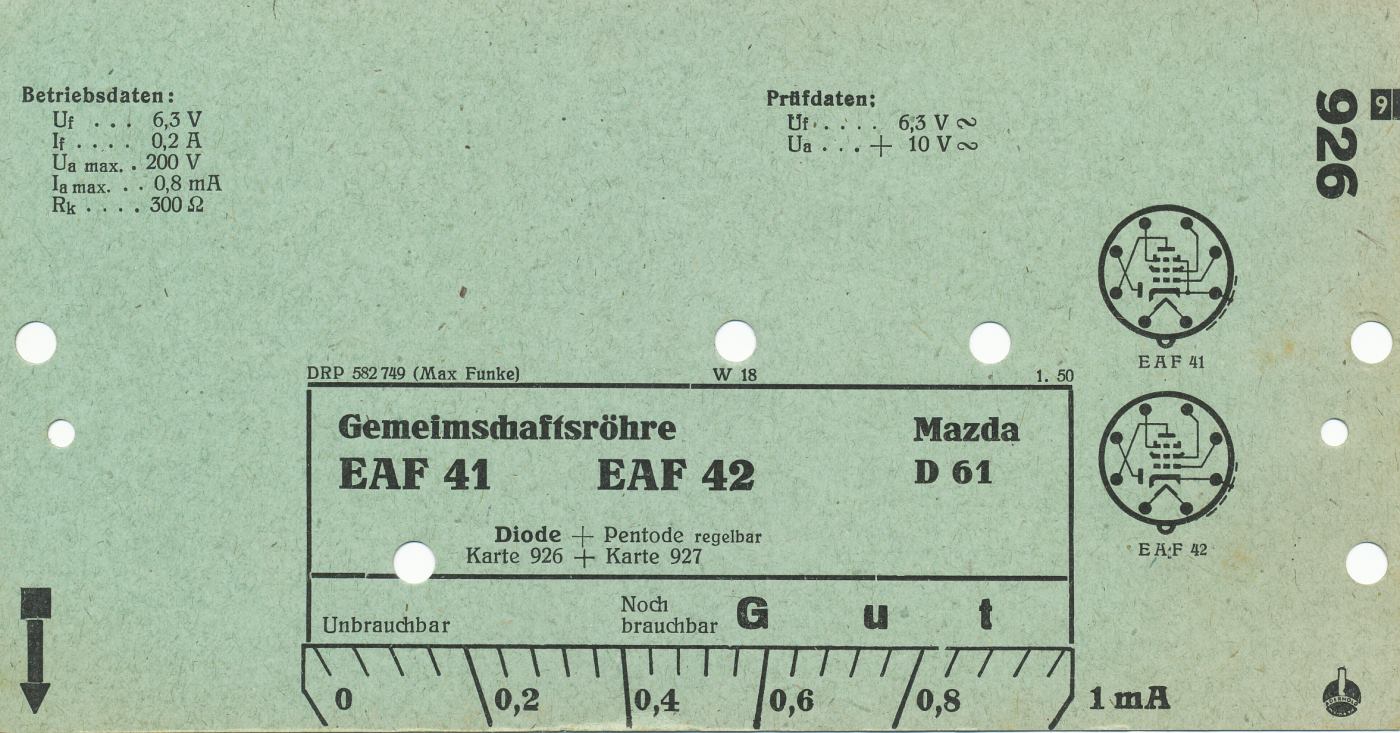 Betriebsdaten:
Uf . . . 6,3 V
If . . . . 0,2 A
Ua max. . 200 V
Ia max. . . 0,8 mA
Rk . . . . 300 Ω
Prüfdaten:
Uf . . . . 6,3 V ∾
Ua . . . + 10 V ∾
926
9
EAF 41
EAF 42
DRP 582 749 (Max Funke)
W 18
1. 50
Gemeimschaftsröhre
Mazda
EAF 41 EAF 42
D 61
Diode + Pentode regelbar
Karte 926 + Karte 927
Unbrauchbar
Noch
brauchbar
Gut
0 0,2 0,4 0,6 0,8 1 mA